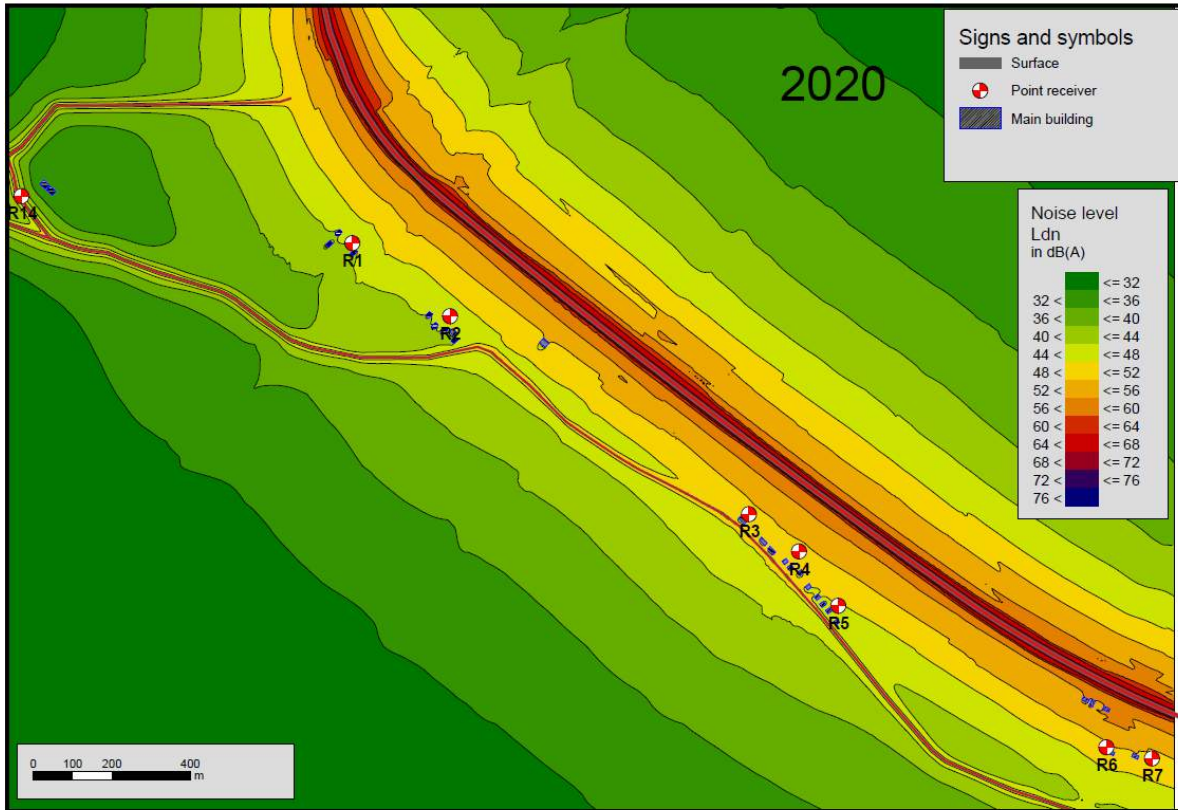 2020
Signs and symbols
Surface
Point receiver
Main building
Noise level
Ldn
in dB(A)
<= 32
32 < <= 36
36 < <= 40
40 < <= 44
44 < <= 48
48 < <= 52
52 < <= 56
56 < <= 60
60 < <= 64
64 < <= 68
68 < <= 72
72 < <= 76
76 <
R14
R1
R2
R3
R4
R5
R6
R7
0 100 200 400
m